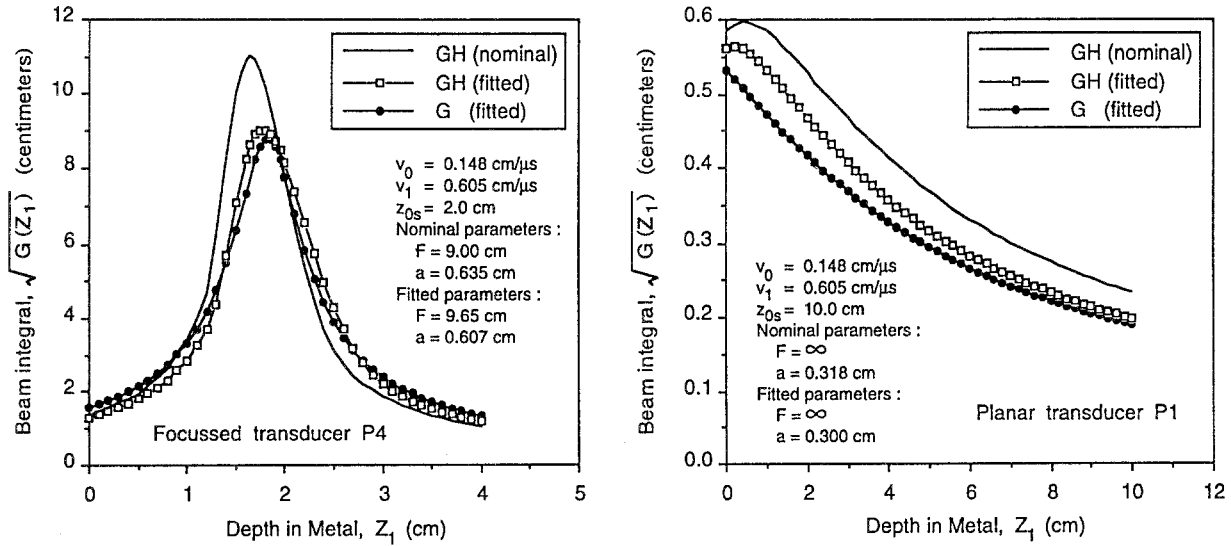 12
10
8
6
4
2
0
0
1
2
3
4
5
Beam integral, √G(Z₁) (centimeters)
Depth in Metal, Z₁ (cm)
GH (nominal)
GH (fitted)
G (fitted)
v₀ = 0.148 cm/µs
v₁ = 0.605 cm/µs
z₀ₛ = 2.0 cm
Nominal parameters :
F = 9.00 cm
a = 0.635 cm
Fitted parameters :
F = 9.65 cm
a = 0.607 cm
Focussed transducer P4
0.6
0.5
0.4
0.3
0.2
0.1
0.0
0
2
4
6
8
10
12
Beam integral, √G(Z₁) (centimeters)
Depth in Metal, Z₁ (cm)
GH (nominal)
GH (fitted)
G (fitted)
v₀ = 0.148 cm/µs
v₁ = 0.605 cm/µs
z₀ₛ = 10.0 cm
Nominal parameters :
F = ∞
a = 0.318 cm
Fitted parameters :
F = ∞
a = 0.300 cm
Planar transducer P1